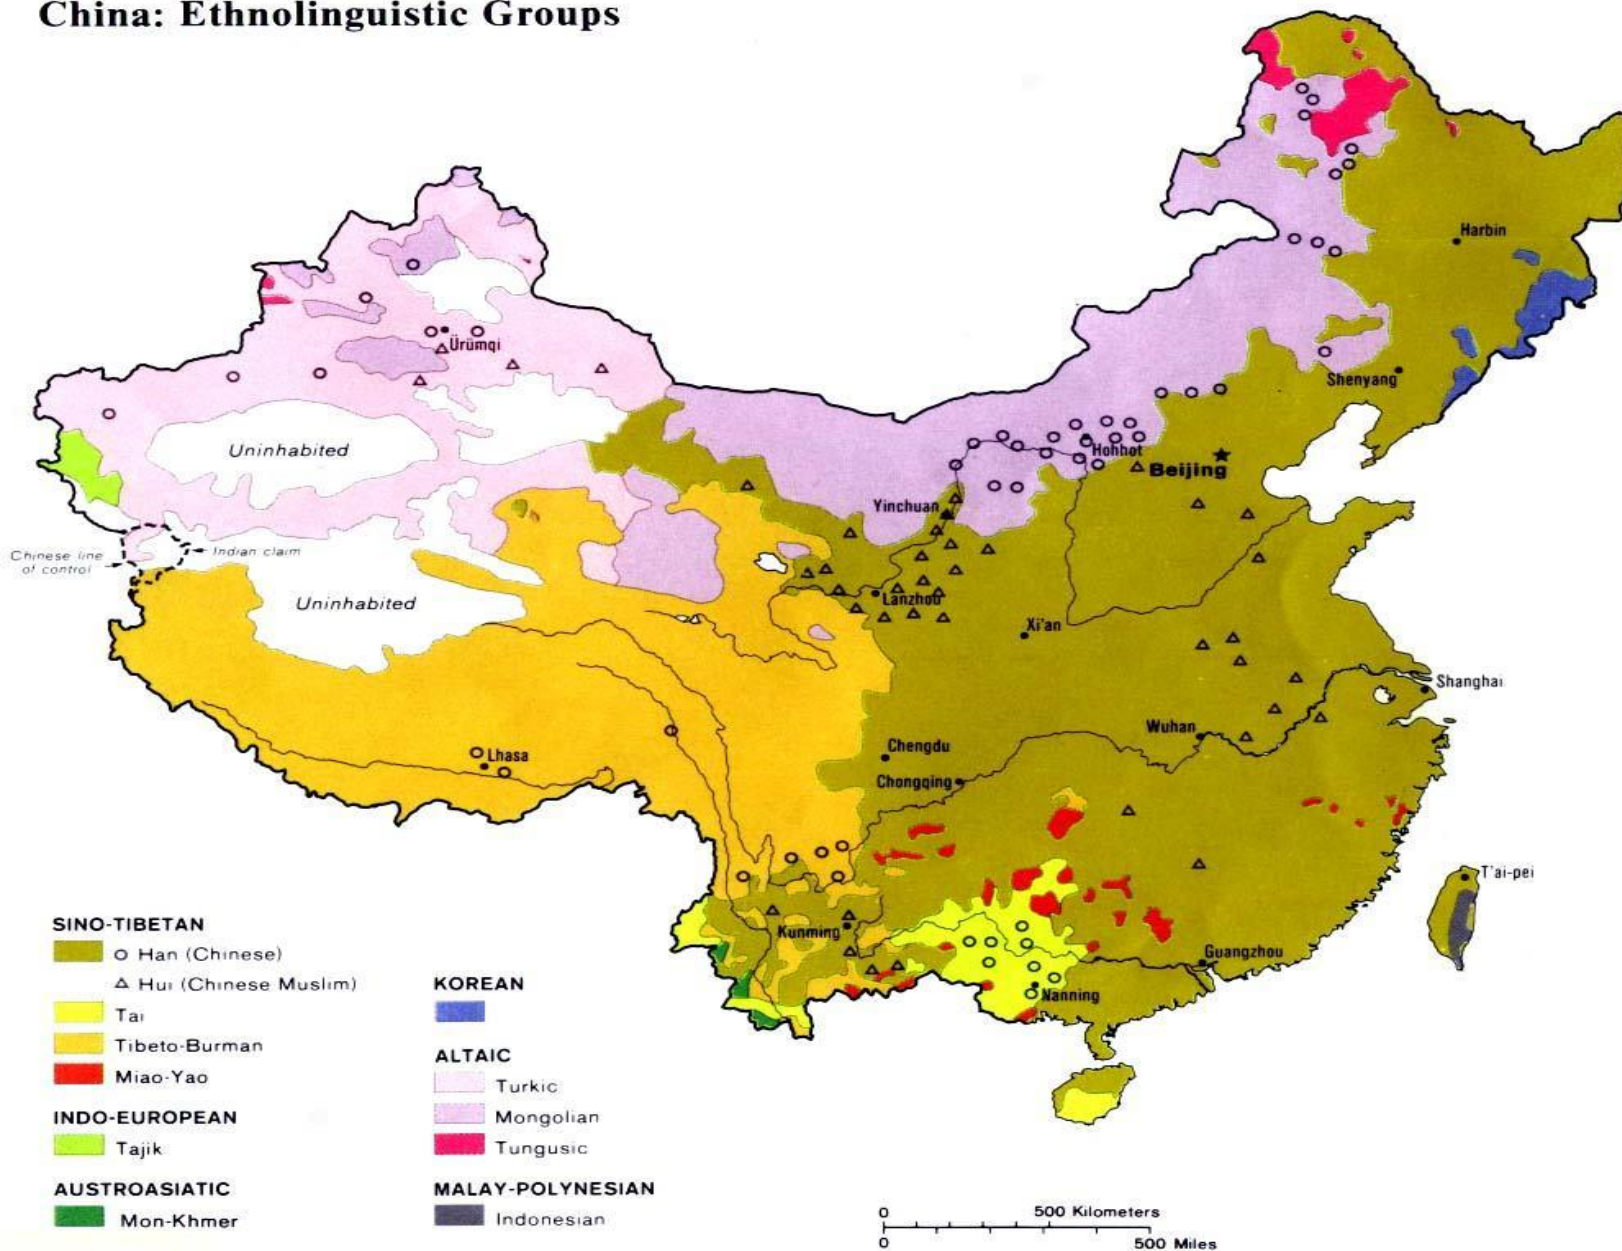 China: Ethnolinguistic Groups
Harbin
Ürümqi
Shenyang
Uninhabited
Hohhot
Beijing
Yinchuan
Chinese line
of control
Indian claim
Uninhabited
Lanzhou
Xi'an
Shanghai
Wuhan
Lhasa
Chengdu
Chongqing
T'ai-pei
Kunming
Guangzhou
Nanning
SINO-TIBETAN
Han (Chinese)
Hui (Chinese Muslim)
Tai
Tibeto-Burman
Miao-Yao
INDO-EUROPEAN
Tajik
AUSTROASIATIC
Mon-Khmer
KOREAN
ALTAIC
Turkic
Mongolian
Tungusic
MALAY-POLYNESIAN
Indonesian
0 500 Kilometers
0 500 Miles